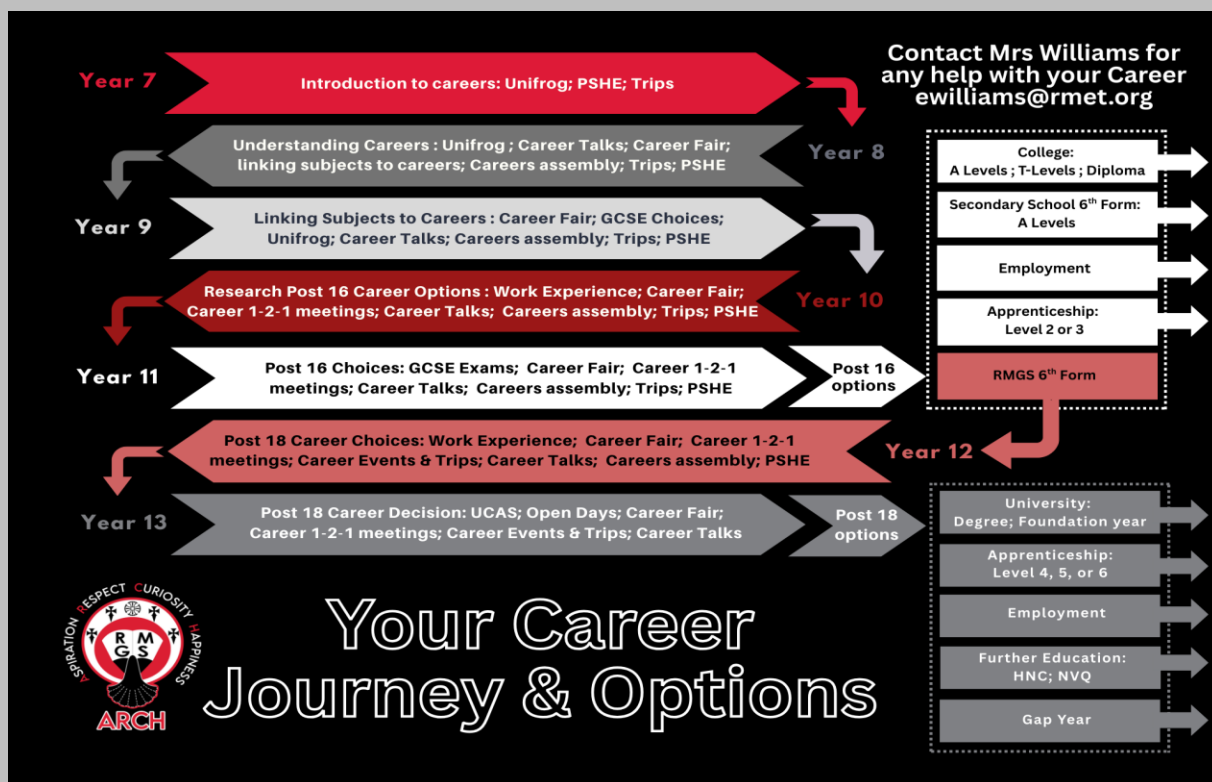 Year 7
Introduction to careers: Unifrog; PSHE; Trips
Contact Mrs Williams for
any help with your Career
ewilliams@rmet.org
Year 8
Understanding Careers : Unifrog ; Career Talks; Career Fair;
linking subjects to careers; Careers assembly; Trips; PSHE
Year 9
Linking Subjects to Careers : Career Fair; GCSE Choices;
Unifrog; Career Talks; Careers assembly; Trips; PSHE
Year 10
Research Post 16 Career Options : Work Experience; Career Fair;
Career 1-2-1 meetings; Career Talks; Careers assembly; Trips; PSHE
Year 11
Post 16 Choices: GCSE Exams; Career Fair; Career 1-2-1
meetings; Career Talks; Careers assembly; Trips; PSHE
Post 16
options
College:
A Levels ; T-Levels ; Diploma
Secondary School 6th Form:
A Levels
Employment
Apprenticeship:
Level 2 or 3
RMGS 6th Form
Year 12
Post 18 Career Choices: Work Experience; Career Fair; Career 1-2-1
meetings; Career Events & Trips; Career Talks; Careers assembly; PSHE
Year 13
Post 18 Career Decision: UCAS; Open Days; Career Fair;
Career 1-2-1 meetings; Career Events & Trips; Career Talks
Post 18
options
University:
Degree; Foundation year
Apprenticeship:
Level 4, 5, or 6
Employment
Further Education:
HNC; NVQ
Gap Year
ASPIRATION RESPECT CURIOSITY HAPPINESS
R M
G S
ARCH
Your Career
Journey & Options